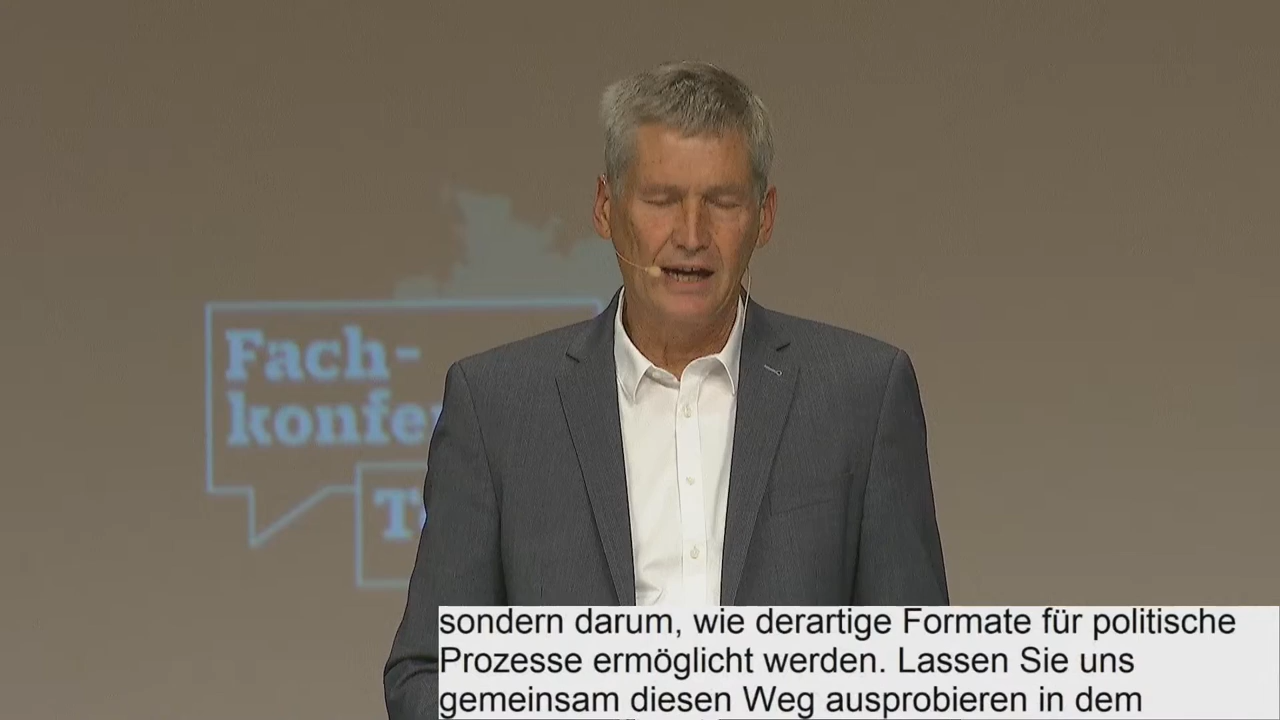 Fach-
konfe
T
sondern darum, wie derartige Formate für politische
Prozesse ermöglicht werden. Lassen Sie uns
gemeinsam diesen Weg ausprobieren in dem